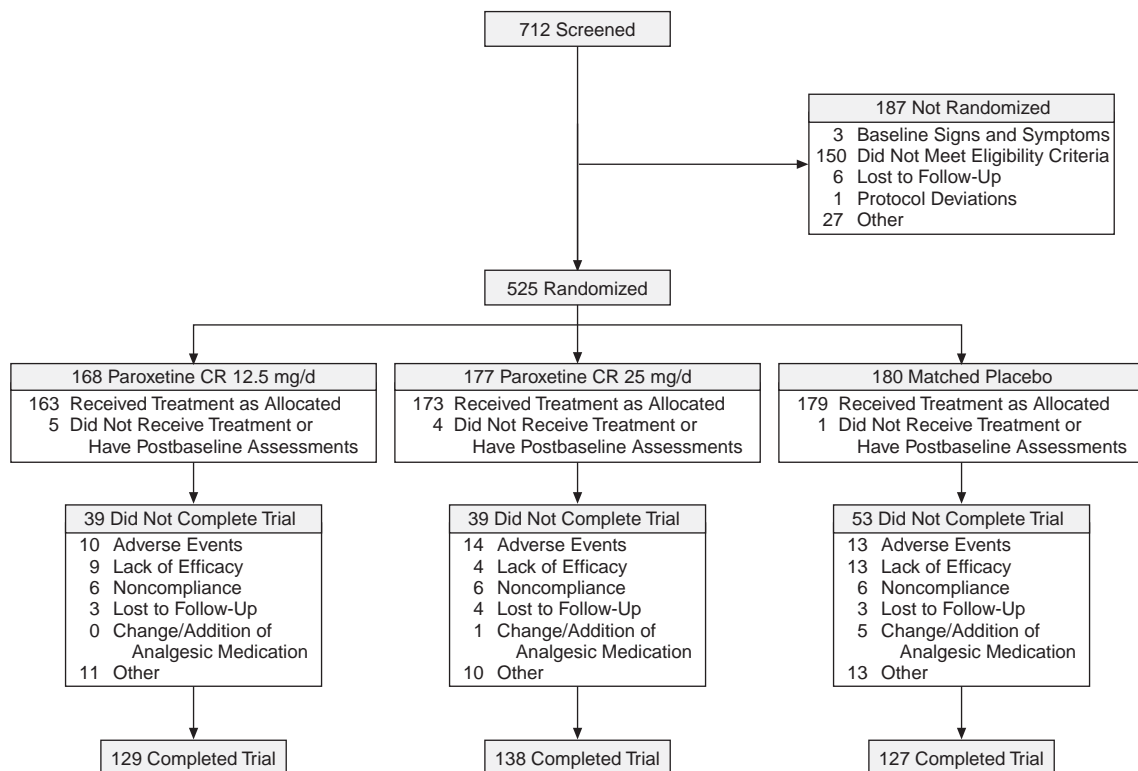 712 Screened
187 Not Randomized
3 Baseline Signs and Symptoms
150 Did Not Meet Eligibility Criteria
6 Lost to Follow-Up
1 Protocol Deviations
27 Other
525 Randomized
168 Paroxetine CR 12.5 mg/d
163 Received Treatment as Allocated
5 Did Not Receive Treatment or
Have Postbaseline Assessments
177 Paroxetine CR 25 mg/d
173 Received Treatment as Allocated
4 Did Not Receive Treatment or
Have Postbaseline Assessments
180 Matched Placebo
179 Received Treatment as Allocated
1 Did Not Receive Treatment or
Have Postbaseline Assessments
39 Did Not Complete Trial
10 Adverse Events
9 Lack of Efficacy
6 Noncompliance
3 Lost to Follow-Up
0 Change/Addition of
Analgesic Medication
11 Other
39 Did Not Complete Trial
14 Adverse Events
4 Lack of Efficacy
6 Noncompliance
4 Lost to Follow-Up
1 Change/Addition of
Analgesic Medication
10 Other
53 Did Not Complete Trial
13 Adverse Events
13 Lack of Efficacy
6 Noncompliance
3 Lost to Follow-Up
5 Change/Addition of
Analgesic Medication
13 Other
129 Completed Trial
138 Completed Trial
127 Completed Trial